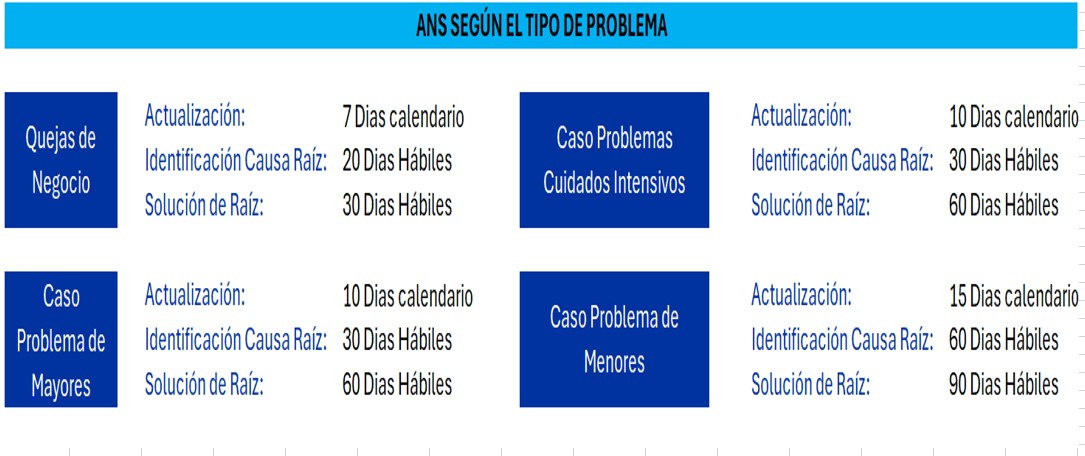 ANS SEGÚN EL TIPO DE PROBLEMA
Quejas de
Negocio
Actualización: 7 Dias calendario
Identificación Causa Raíz: 20 Dias Hábiles
Solución de Raíz: 30 Dias Hábiles
Caso Problemas
Cuidados Intensivos
Actualización: 10 Dias calendario
Identificación Causa Raíz: 30 Dias Hábiles
Solución de Raíz: 60 Dias Hábiles
Caso
Problema de
Mayores
Actualización: 10 Dias calendario
Identificación Causa Raíz: 30 Dias Hábiles
Solución de Raíz: 60 Dias Hábiles
Caso Problema de
Menores
Actualización: 15 Dias calendario
Identificación Causa Raíz: 60 Dias Hábiles
Solución de Raíz: 90 Dias Hábiles